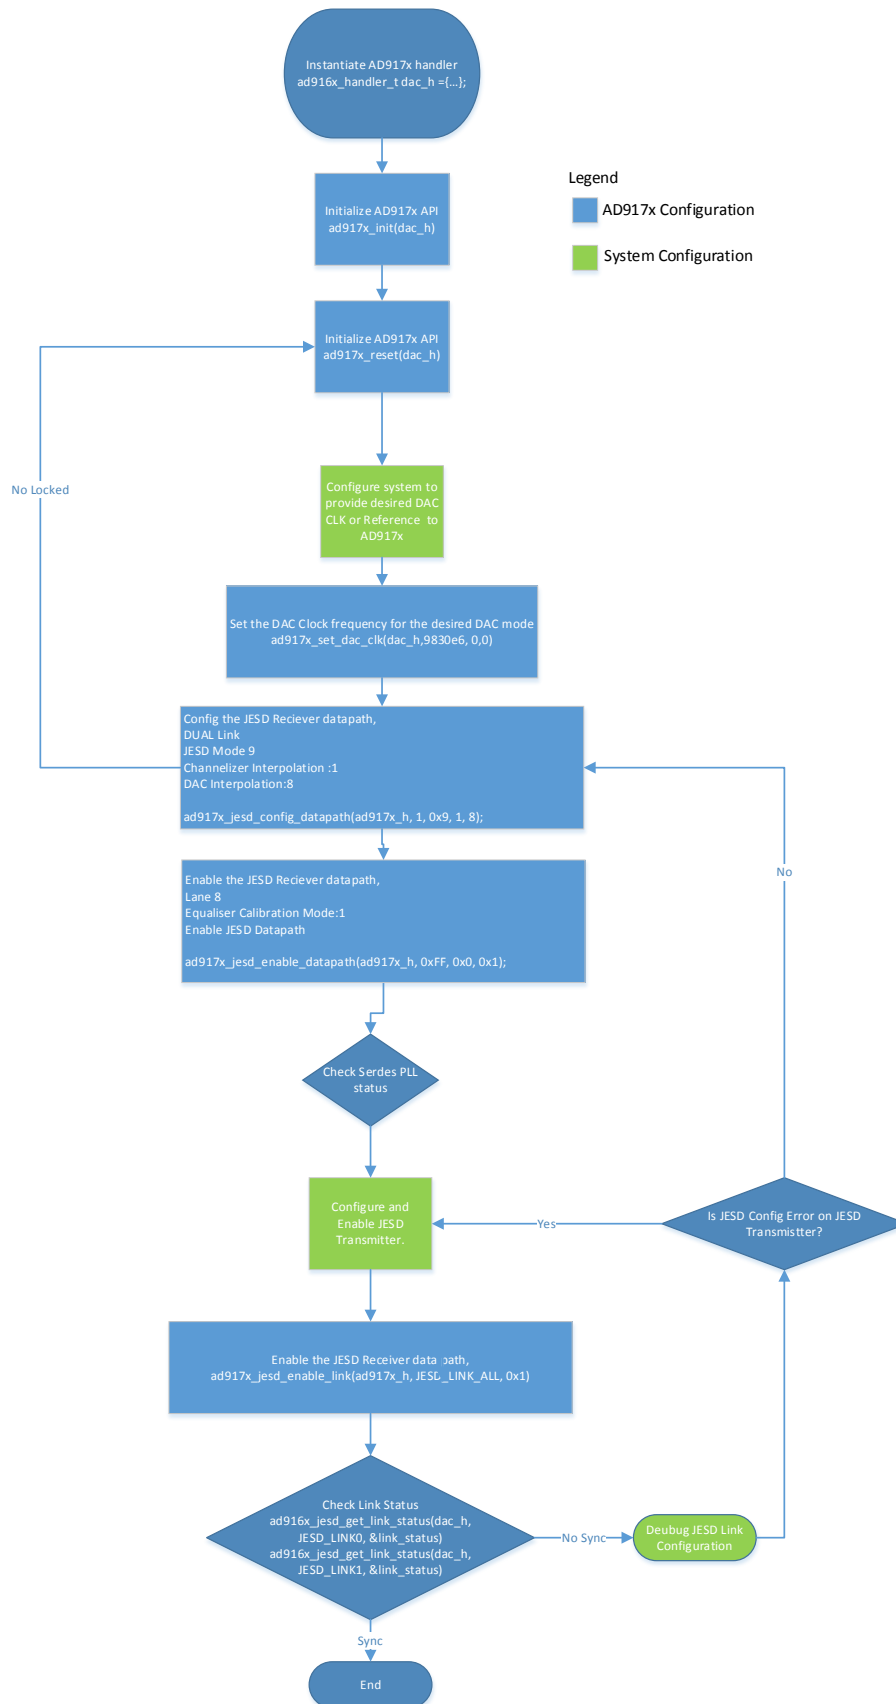 Instantiate AD917x handler
ad916x_handler_t dac_h ={...};
Legend
AD917x Configuration
System Configuration
Initialize AD917x API
ad917x_init(dac_h)
Initialize AD917x API
ad917x_reset(dac_h)
No Locked
Configure system to
provide desired DAC
CLK or Reference to
AD917x
Set the DAC Clock frequency for the desired DAC mode
ad917x_set_dac_clk(dac_h,9830e6, 0,0)
Config the JESD Reciever datapath,
DUAL Link
JESD Mode 9
Channelizer Interpolation :1
DAC Interpolation:8
ad917x_jesd_config_datapath(ad917x_h, 1, 0x9, 1, 8);
Enable the JESD Reciever datapath,
Lane 8
Equaliser Calibration Mode:1
Enable JESD Datapath
ad917x_jesd_enable_datapath(ad917x_h, 0xFF, 0x0, 0x1);
No
Check Serdes PLL
status
Configure and
Enable JESD
Transmitter.
Yes
Is JESD Config Error on JESD
Transmistter?
Enable the JESD Receiver data path,
ad917x_jesd_enable_link(ad917x_h, JESD_LINK_ALL, 0x1)
Check Link Status
ad916x_jesd_get_link_status(dac_h,
JESD_LINK0, &link_status)
ad916x_jesd_get_link_status(dac_h,
JESD_LINK1, &link_status)
No Sync
Deubug JESD Link
Configuration
Sync
End